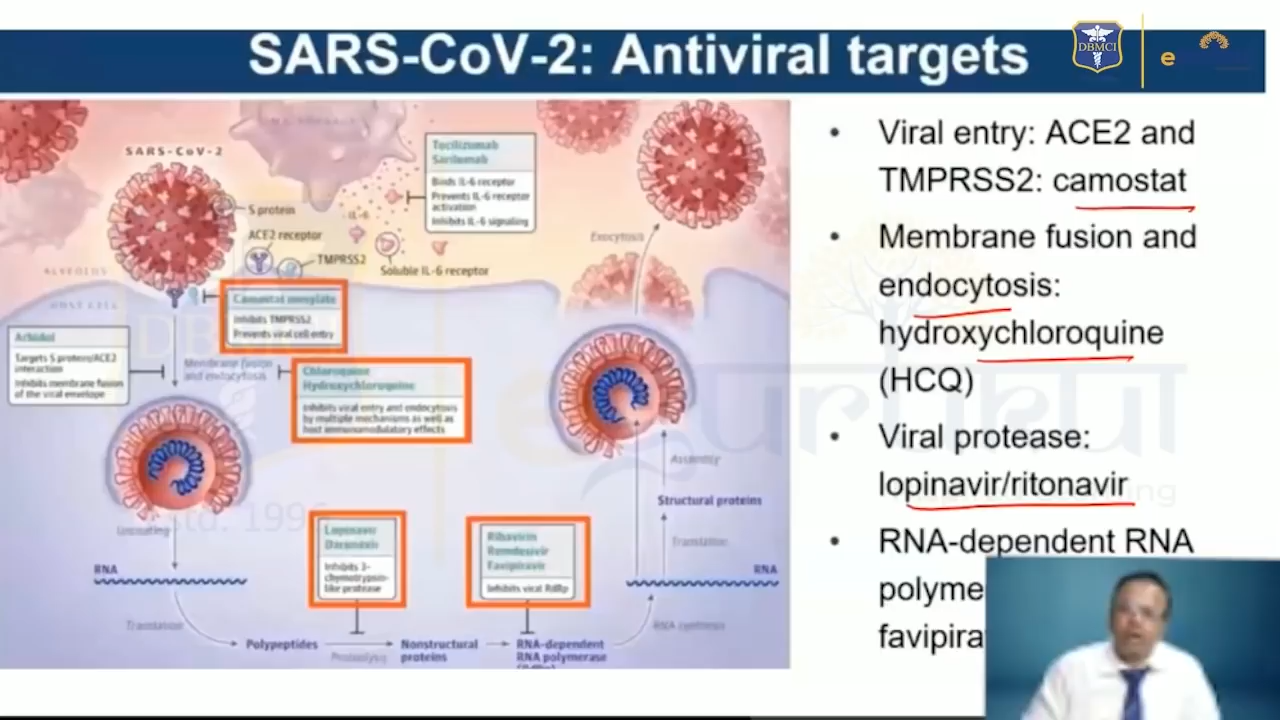 SARS-CoV-2: Antiviral targets
DBMCI
e
SARS-CoV-2
S protein
ACE2 receptor
TMPRSS2
IL-6
Soluble IL-6 receptor
Tocilizumab
Sarilumab
Binds IL-6 receptor
Prevents IL-6 receptor
activation
Inhibits IL-6 signaling
Exocytosis
ALVEOLUS
HOST CELL
Camostat mesylate
Inhibits TMPRSS2
Prevents viral cell entry
Arbidol
Targets S protein/ACE2
interaction
Inhibits membrane fusion
of the viral envelope
Membrane fusion
and endocytosis
Chloroquine
Hydroxychloroquine
Inhibits viral entry and endocytosis
by multiple mechanisms as well as
host immunomodulatory effects
Uncoating
RNA
Translation
Polypeptides
Proteolysis
Lopinavir
Darunavir
Inhibits 3-
chymotrypsin-
like protease
Nonstructural
proteins
Ribavirin
Remdesivir
Favipiravir
Inhibits viral RdRp
RNA-dependent
RNA polymerase
RNA synthesis
RNA
Translation
Structural proteins
Assembly
• Viral entry: ACE2 and
TMPRSS2: camostat
• Membrane fusion and
endocytosis:
hydroxychloroquine
(HCQ)
• Viral protease:
lopinavir/ritonavir
• RNA-dependent RNA
polyme
favipira